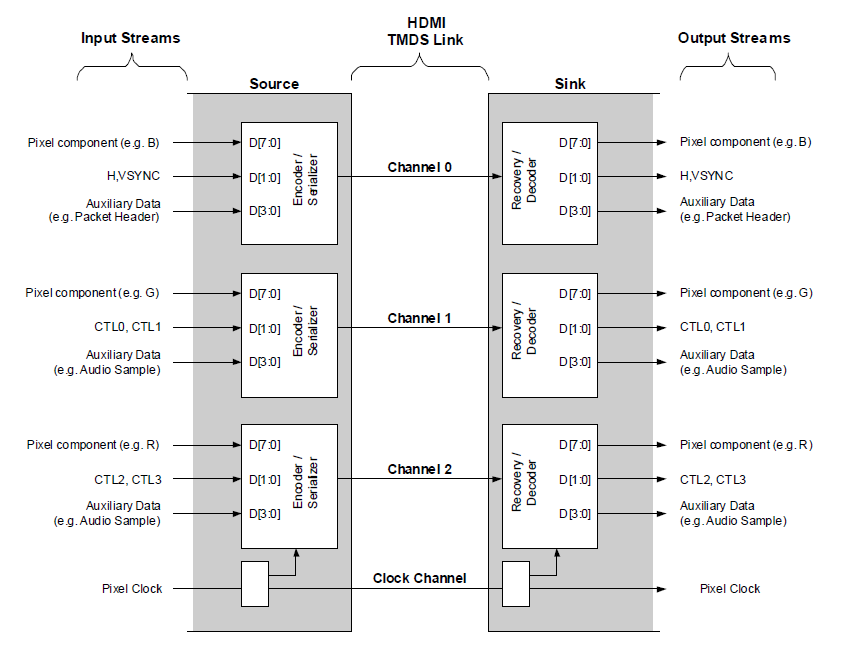 HDMI
TMDS Link
Input Streams
Output Streams
Source
Sink
Pixel component (e.g. B)
D[7:0]
D[7:0]
Pixel component (e.g. B)
H,VSYNC
D[1:0]
Encoder /
Serializer
Channel 0
Recovery /
Decoder
D[1:0]
H,VSYNC
Auxiliary Data
(e.g. Packet Header)
D[3:0]
D[3:0]
Auxiliary Data
(e.g. Packet Header)
Pixel component (e.g. G)
D[7:0]
D[7:0]
Pixel component (e.g. G)
CTL0, CTL1
D[1:0]
Encoder /
Serializer
Channel 1
Recovery /
Decoder
D[1:0]
CTL0, CTL1
Auxiliary Data
(e.g. Audio Sample)
D[3:0]
D[3:0]
Auxiliary Data
(e.g. Audio Sample)
Pixel component (e.g. R)
D[7:0]
D[7:0]
Pixel component (e.g. R)
CTL2, CTL3
D[1:0]
Encoder /
Serializer
Channel 2
Recovery /
Decoder
D[1:0]
CTL2, CTL3
Auxiliary Data
(e.g. Audio Sample)
D[3:0]
D[3:0]
Auxiliary Data
(e.g. Audio Sample)
Pixel Clock
Clock Channel
Pixel Clock